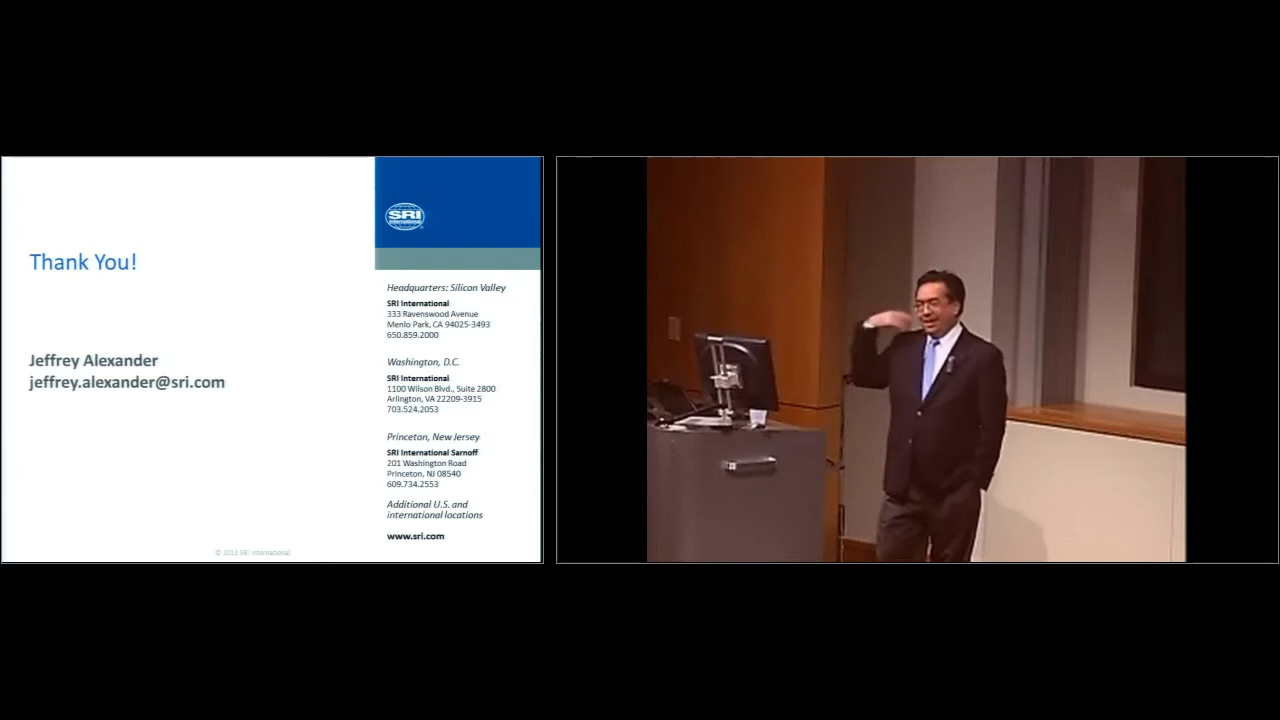 SRI
International
Thank You!
Jeffrey Alexander
jeffrey.alexander@sri.com
Headquarters: Silicon Valley
SRI International
333 Ravenswood Avenue
Menlo Park, CA 94025-3493
650.859.2000
Washington, D.C.
SRI International
1100 Wilson Blvd., Suite 2800
Arlington, VA 22209-3915
703.524.2053
Princeton, New Jersey
SRI International Sarnoff
201 Washington Road
Princeton, NJ 08540
609.734.2553
Additional U.S. and
international locations
www.sri.com
© 2013 SRI International